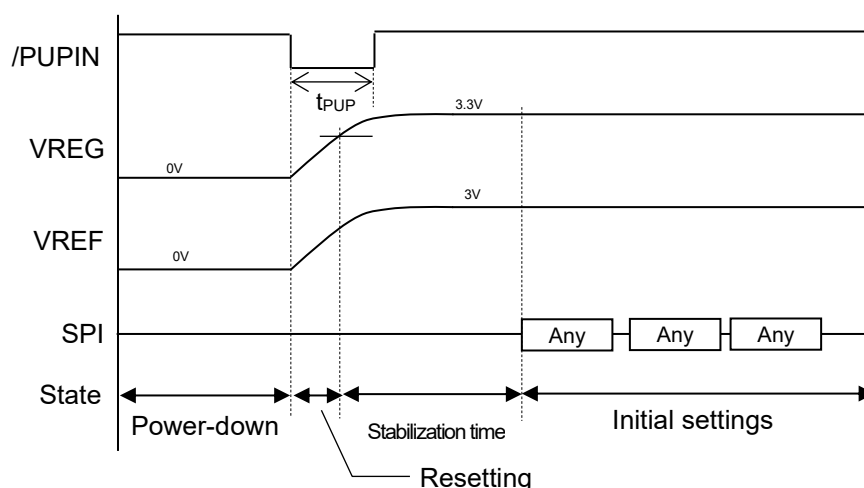 /PUPIN
tPUP
3.3V
VREG
0V
3V
VREF
0V
SPI
Any Any Any
State
Power-down
Stabilization time
Initial settings
Resetting